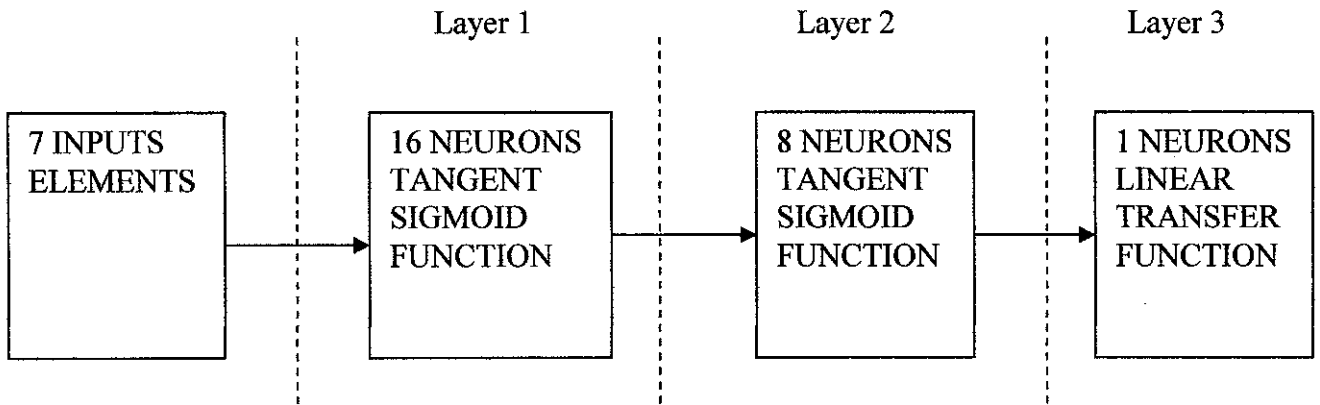 Layer 1
Layer 2
Layer 3
7 INPUTS
ELEMENTS
16 NEURONS
TANGENT
SIGMOID
FUNCTION
8 NEURONS
TANGENT
SIGMOID
FUNCTION
1 NEURONS
LINEAR
TRANSFER
FUNCTION